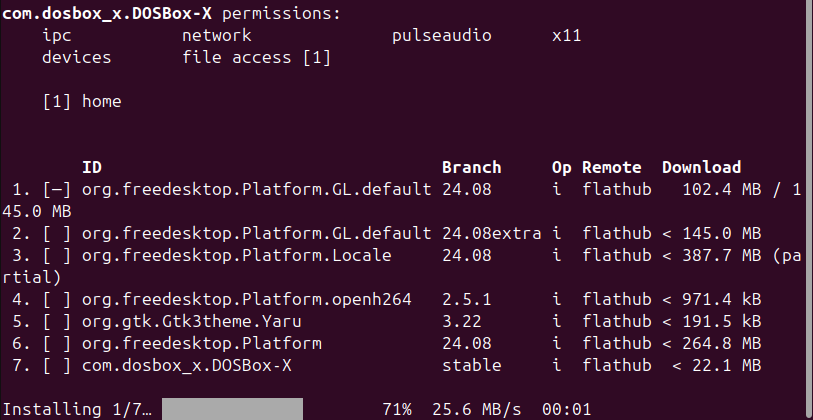 com.dosbox_x.DOSBox-X permissions:
ipc network pulseaudio x11
devices file access [1]
[1] home
ID Branch Op Remote Download
1. [—] org.freedesktop.Platform.GL.default 24.08 i flathub 102.4 MB / 1
45.0 MB
2. [ ] org.freedesktop.Platform.GL.default 24.08extra i flathub < 145.0 MB
3. [ ] org.freedesktop.Platform.Locale 24.08 i flathub < 387.7 MB (pa
rtial)
4. [ ] org.freedesktop.Platform.openh264 2.5.1 i flathub < 971.4 kB
5. [ ] org.gtk.Gtk3theme.Yaru 3.22 i flathub < 191.5 kB
6. [ ] org.freedesktop.Platform 24.08 i flathub < 264.8 MB
7. [ ] com.dosbox_x.DOSBox-X stable i flathub < 22.1 MB
Installing 1/7… 71% 25.6 MB/s 00:01